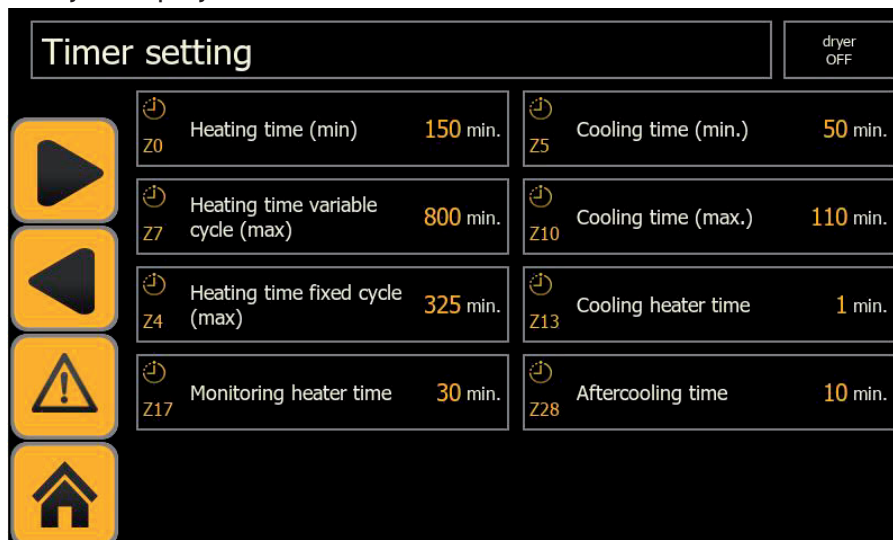 Timer setting
dryer
OFF
Z0 Heating time (min) 150 min.
Z5 Cooling time (min.) 50 min.
Z7 Heating time variable
cycle (max) 800 min.
Z10 Cooling time (max.) 110 min.
Z4 Heating time fixed cycle
(max) 325 min.
Z13 Cooling heater time 1 min.
Z17 Monitoring heater time 30 min.
Z28 Aftercooling time 10 min.